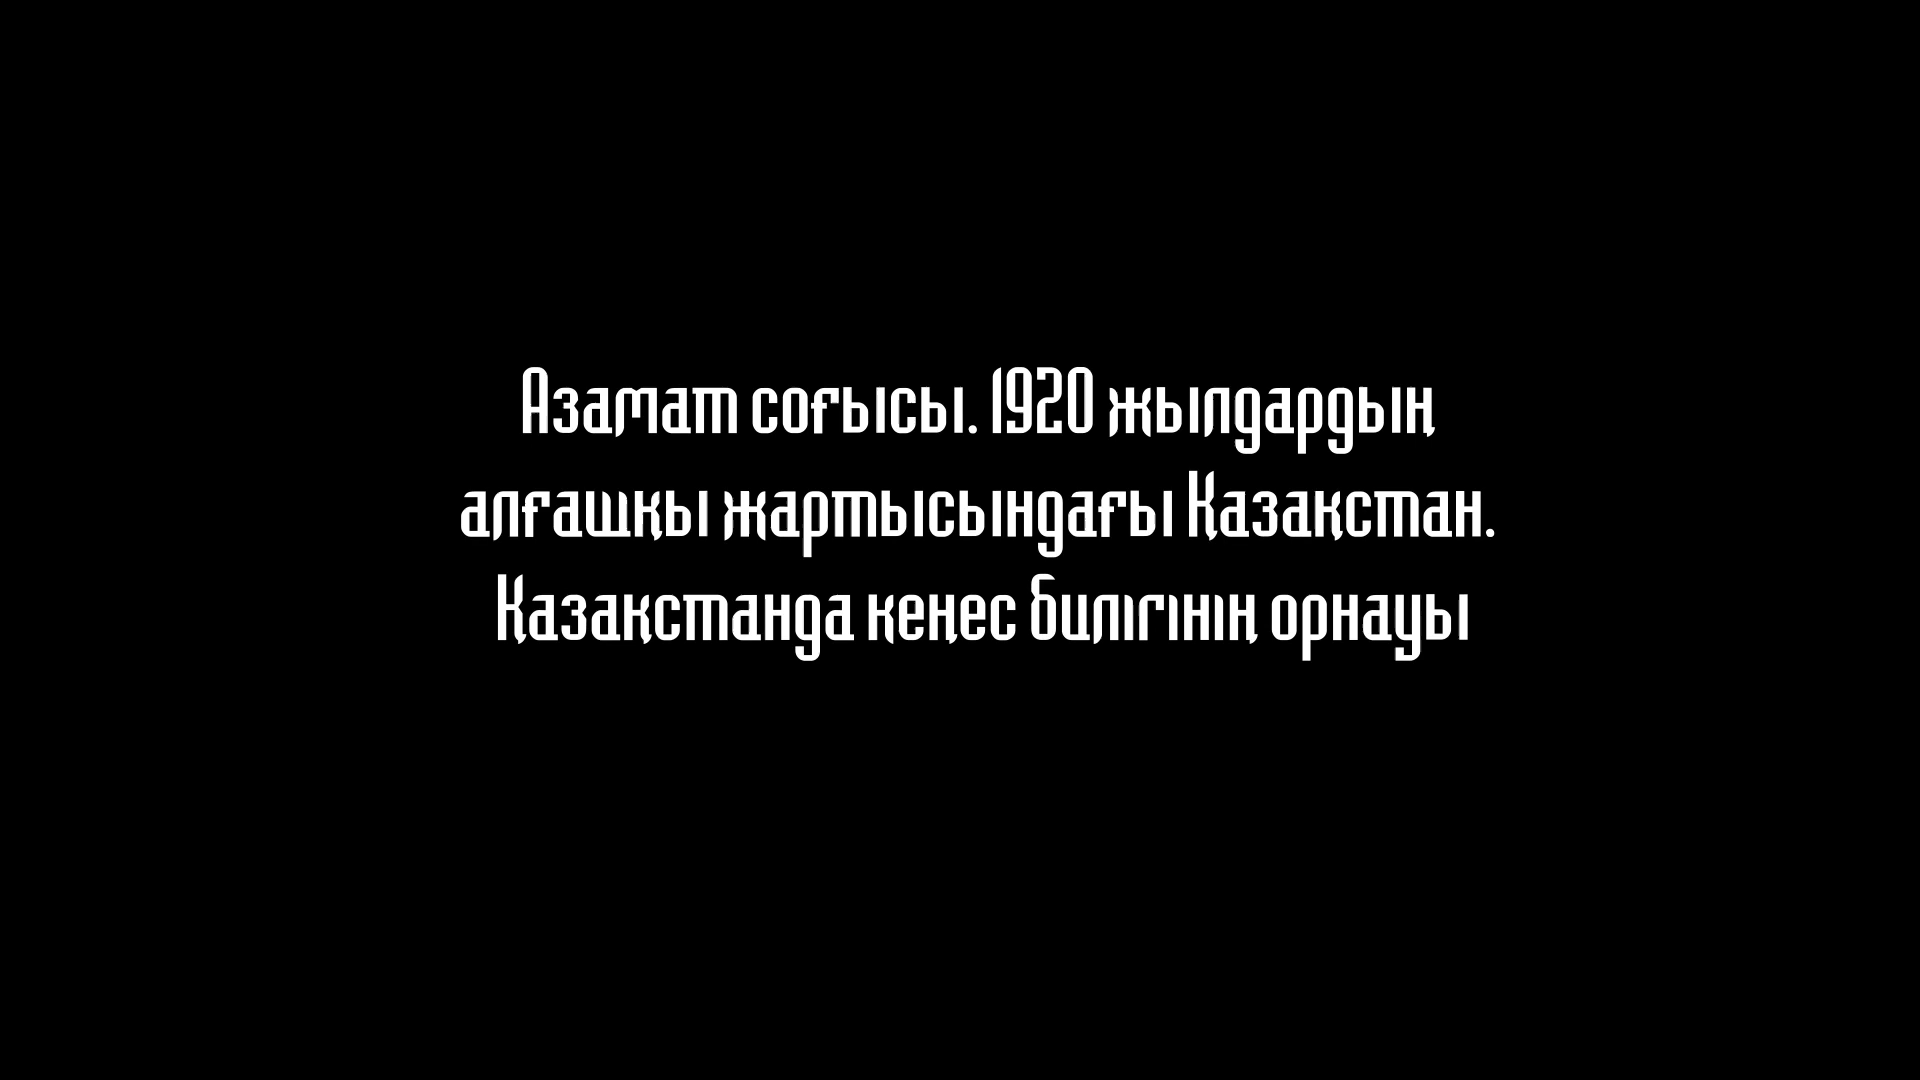 Азамат соғысы. 1920 жылдардың
алғашқы жартысындағы Қазақстан.
Қазақстанда кеңес билігінің орнауы